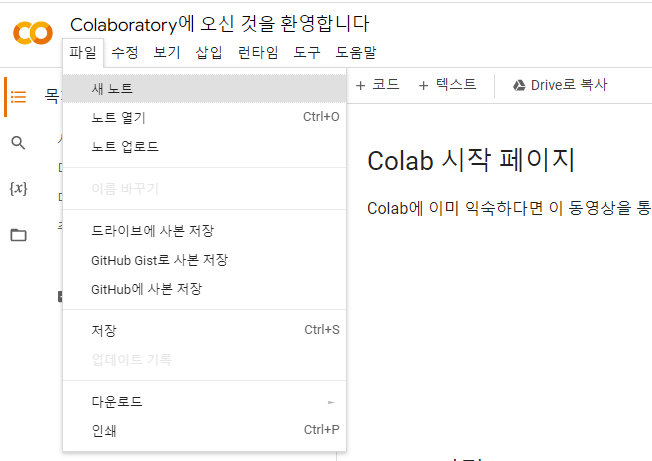 Colaboratory에 오신 것을 환영합니다
파일 수정 보기 삽입 런타임 도구 도움말
+ 코드 + 텍스트 Drive로 복사
새 노트
노트 열기 Ctrl+O
노트 업로드
이름 바꾸기
드라이브에 사본 저장
GitHub Gist로 사본 저장
GitHub에 사본 저장
저장 Ctrl+S
업데이트 기록
다운로드 ►
인쇄 Ctrl+P
{x}
Colab 시작 페이지
Colab에 이미 익숙하다면 이 동영상을 통